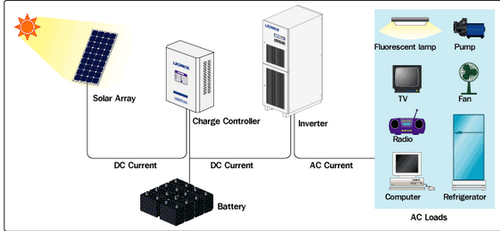 Fluorescent lamp
Pump
Solar Array
Charge Controller
Inverter
TV
Fan
Radio
DC Current
DC Current
AC Current
Battery
Computer
Refrigerator
AC Loads